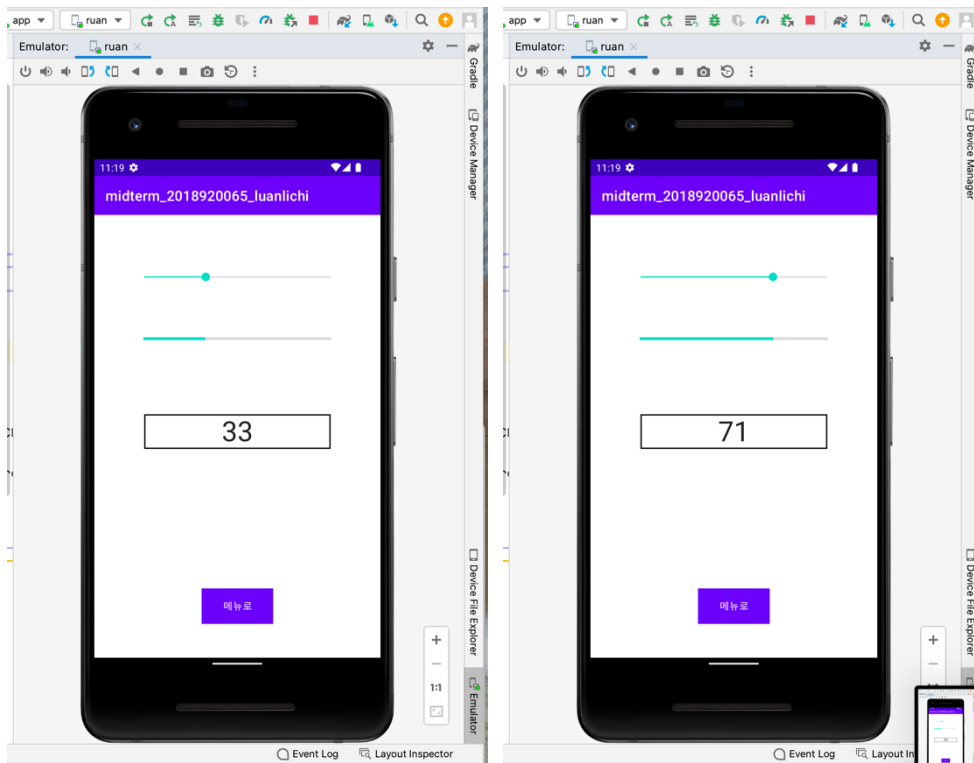 app
ruan
Emulator:
ruan
Gradle
Device Manager
11:19
midterm_2018920065_luanlichi
33
메뉴로
Device File Explorer
1:1
Emulator
Event Log
Layout Inspector
app
ruan
Emulator:
ruan
Gradle
Device Manager
11:19
midterm_2018920065_luanlichi
71
메뉴로
Device File Explorer
Event Log
Layout In